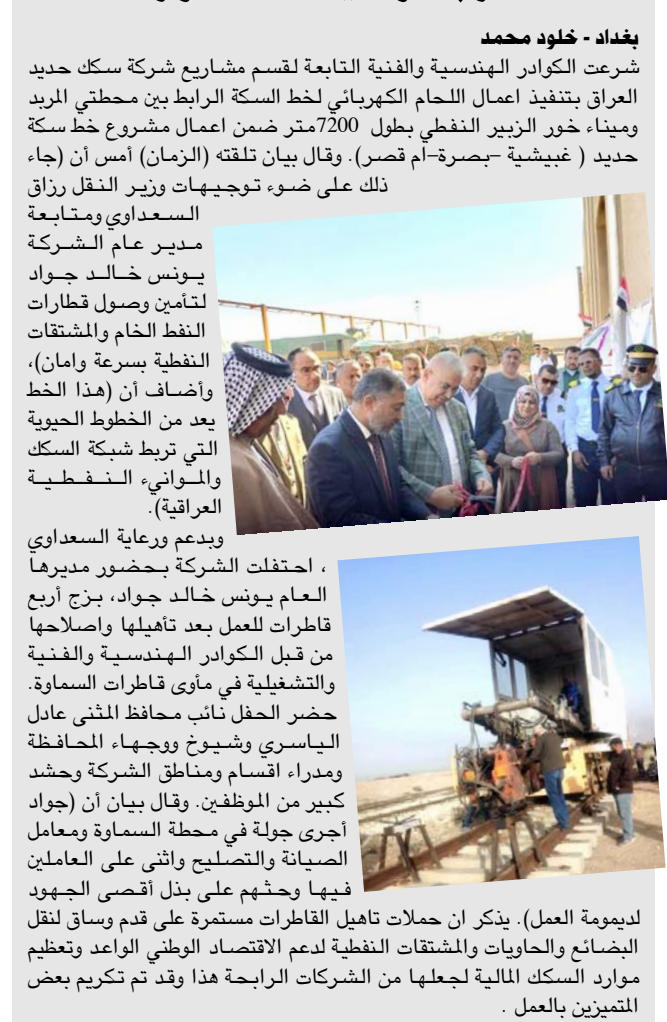 بغداد - خلود محمد
شرعت الكوادر الهندسية والفنية التابعة لقسم مشاريع شركة سكك حديد
العراق بتنفيذ اعمال اللحام الكهربائي لخط السكة الرابط بين محطتي المربد
وميناء خور الزبير النفطي بطول 7200متر ضمن اعمال مشروع خط سكة
حديد ( غبيشية –بصرة–ام قصر). وقال بيان تلقته (الزمان) أمس أن (جاء
ذلك على ضوء توجيهات وزير النقل رزاق
السعداوي ومتابعة
مدير عام الشركة
يونس خالد جواد
لتأمين وصول قطارات
النفط الخام والمشتقات
النفطية بسرعة وامان)،
وأضاف أن (هذا الخط
يعد من الخطوط الحيوية
التي تربط شبكة السكك
والموانيء النفطية
العراقية).
وبدعم ورعاية السعداوي
، احتفلت الشركة بحضور مديرها
العام يونس خالد جواد، بزج أربع
قاطرات للعمل بعد تأهيلها واصلاحها
من قبل الكوادر الهندسية والفنية
والتشغيلية في مأوى قاطرات السماوة.
حضر الحفل نائب محافظ المثنى عادل
الياسري وشيوخ ووجهاء المحافظة
ومدراء اقسام ومناطق الشركة وحشد
كبير من الموظفين. وقال بيان أن (جواد
أجرى جولة في محطة السماوة ومعامل
الصيانة والتصليح واثنى على العاملين
فيها وحثهم على بذل أقصى الجهود
لديمومة العمل). يذكر ان حملات تاهيل القاطرات مستمرة على قدم وساق لنقل
البضائع والحاويات والمشتقات النفطية لدعم الاقتصاد الوطني الواعد وتعظيم
موارد السكك المالية لجعلها من الشركات الرابحة هذا وقد تم تكريم بعض
المتميزين بالعمل .